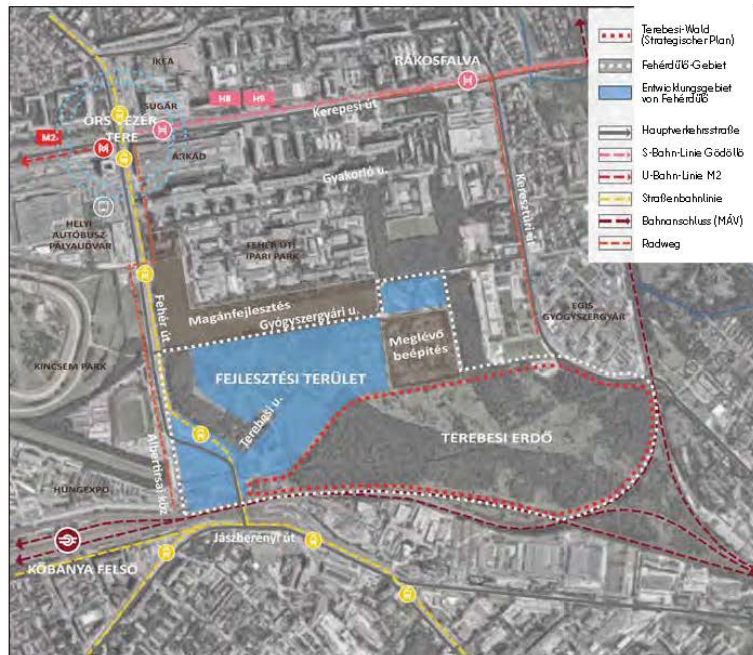 IKEA
SUGÁR
ÖRS VEZÉR
TERE
M2
ÁRKÁD
H8
H9
RÁKOSFALVA
Kerepesi út
Gyakorló u.
Keresztúri út
HELYI
AUTÓBUSZ-
PÁLYAUDVAR
FEHÉR ÚTI
IPARI PARK
Fehér út
Magánfejlesztés
Gyógyszergyári u.
Meglévő
beépítés
EGIS
GYÓGYSZERGYÁR
KINCSEM PARK
FEJLESZTÉSI TERÜLET
Terebesi u.
TEREBESI ERDŐ
Albertirsai köz
HUNGEXPO
Jászberényi út
KŐBÁNYA FELSŐ
Terebesi-Wald
(Strategischer Plan)
Fehérdűlő-Gebiet
Entwicklungsgebiet
von Fehérdűlő
Hauptverkehrsstraße
S-Bahn-Linie Gödöllő
U-Bahn-Linie M2
Straßenbahnlinie
Bahnanschluss (MÁV)
Radweg